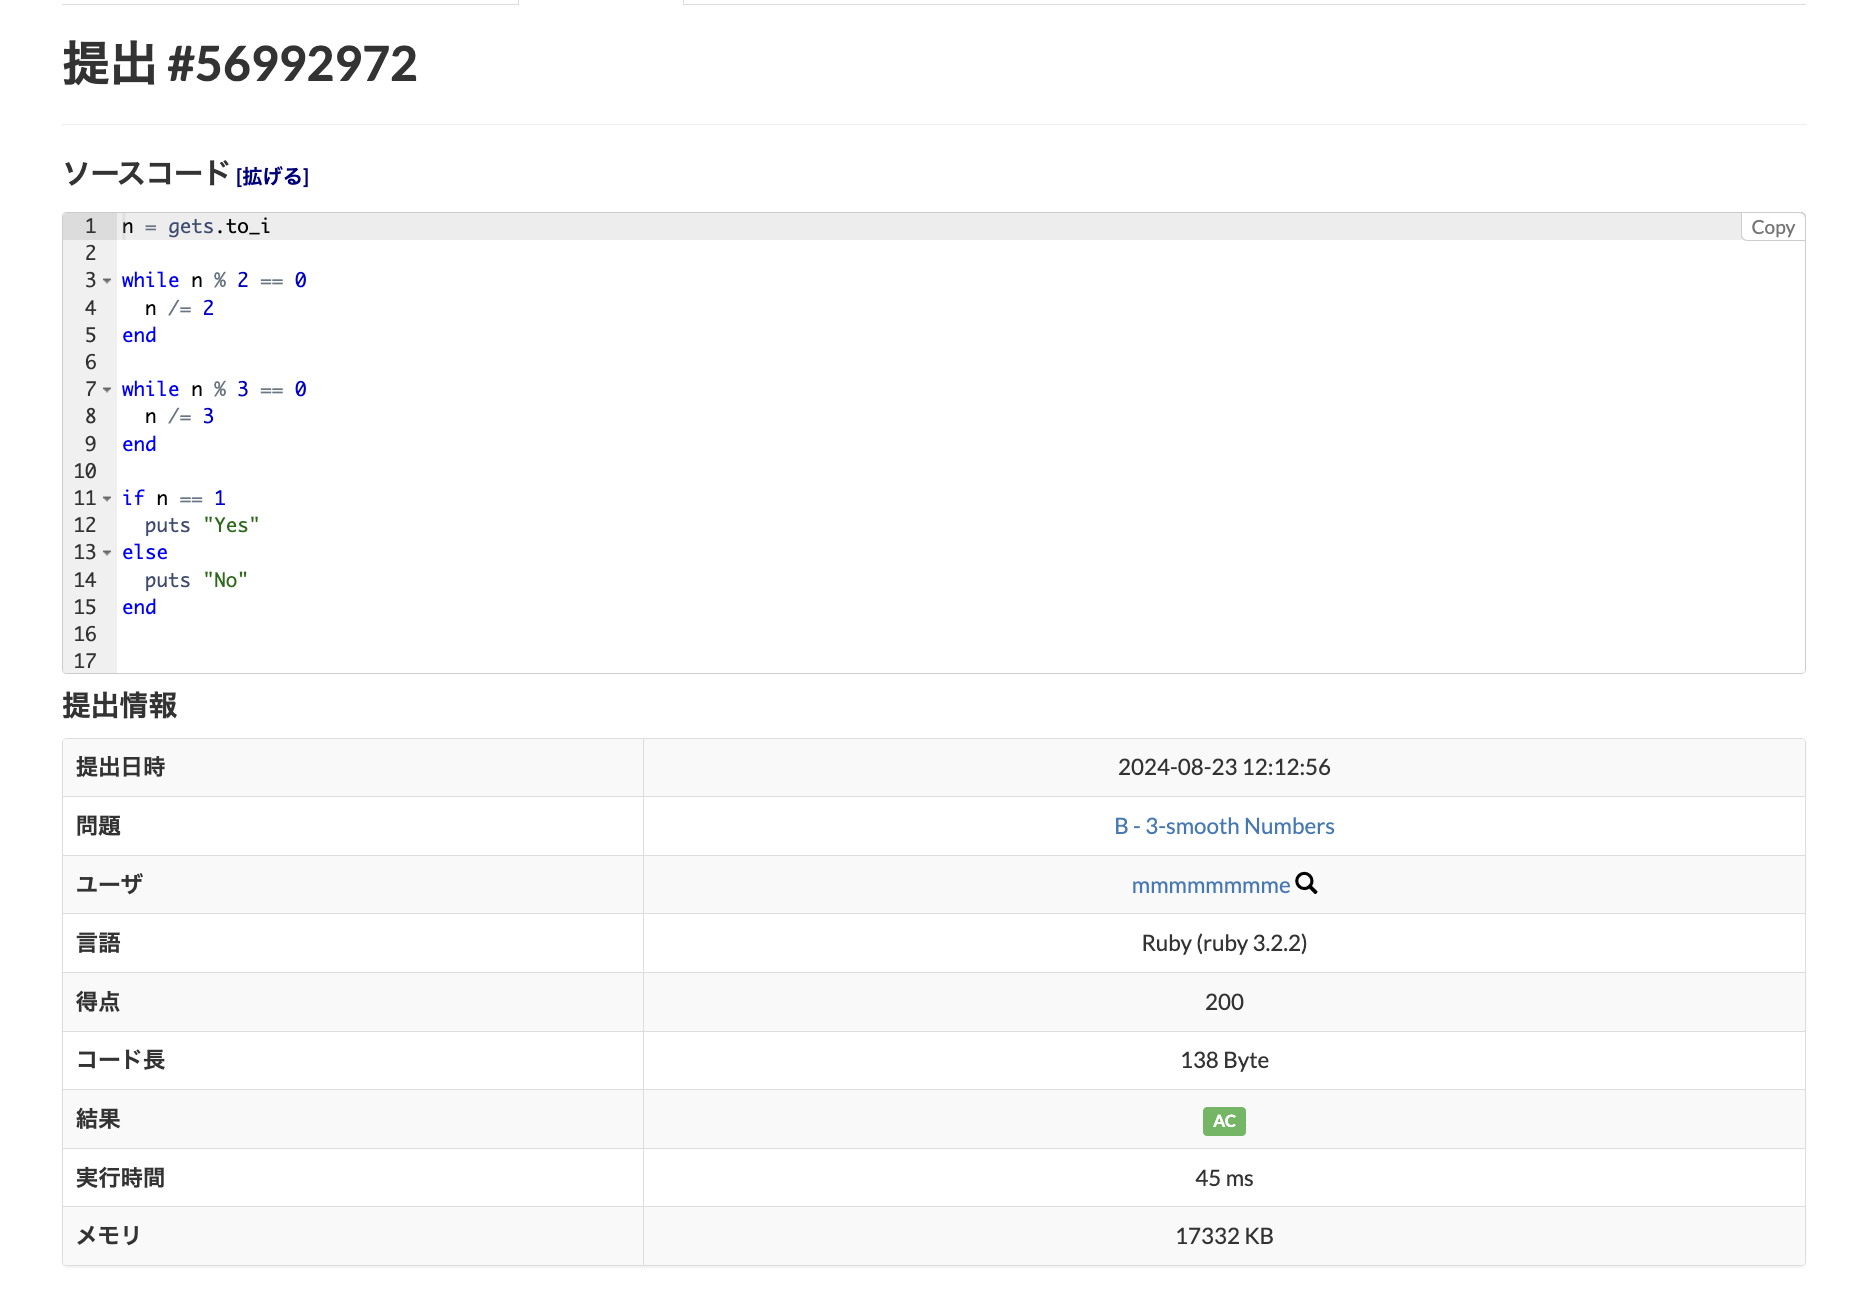 提出 #56992972
ソースコード [拡げる]
Copy
1 n = gets.to_i
2
3 while n % 2 == 0
4   n /= 2
5 end
6
7 while n % 3 == 0
8   n /= 3
9 end
10
11 if n == 1
12   puts "Yes"
13 else
14   puts "No"
15 end
16
17
提出情報
提出日時 2024-08-23 12:12:56
問題 B - 3-smooth Numbers
ユーザ mmmmmmmme
言語 Ruby (ruby 3.2.2)
得点 200
コード長 138 Byte
結果 AC
実行時間 45 ms
メモリ 17332 KB